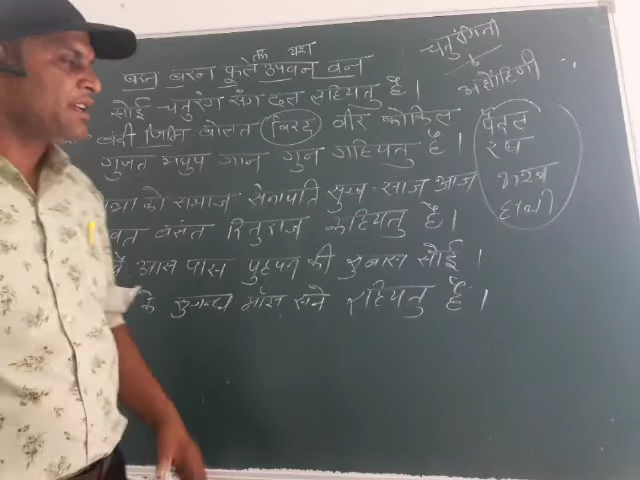 बरन बरन फूले उपवन वन
सोई चतुरंग संग दल लहियतु है।
बंदी जिमि बोलत विरद वीर कोकिल
गुंजत मधुप गान गुन गहियतु है।
को समाज सेनापति सुख-साज आज
बसंत रितुराज कहियतु है।
आस पास पुहुपन की सुबास सोई।
के सुगन्ध माँझ सने रहियतु है।
चतुरंगिनी
अक्षौहिणी
पैदल
रथ
अश्व
हाथी